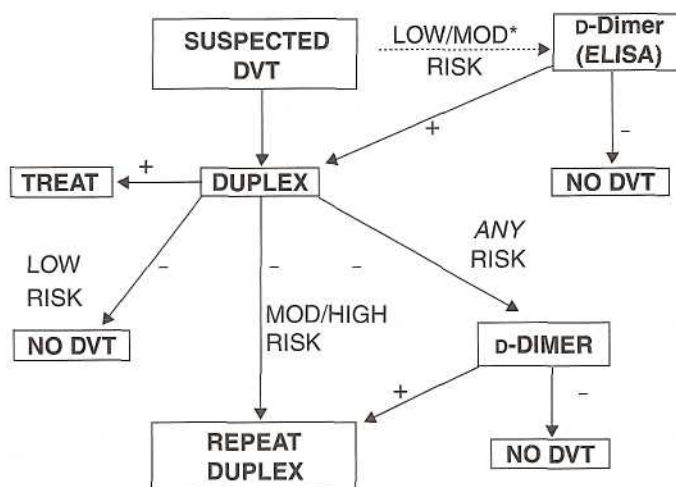 SUSPECTED
DVT
LOW/MOD*
RISK
D-Dimer
(ELISA)
+
–
TREAT
+
DUPLEX
NO DVT
LOW
RISK
–
–
–
ANY
RISK
MOD/HIGH
RISK
NO DVT
D-DIMER
+
–
REPEAT
DUPLEX
NO DVT